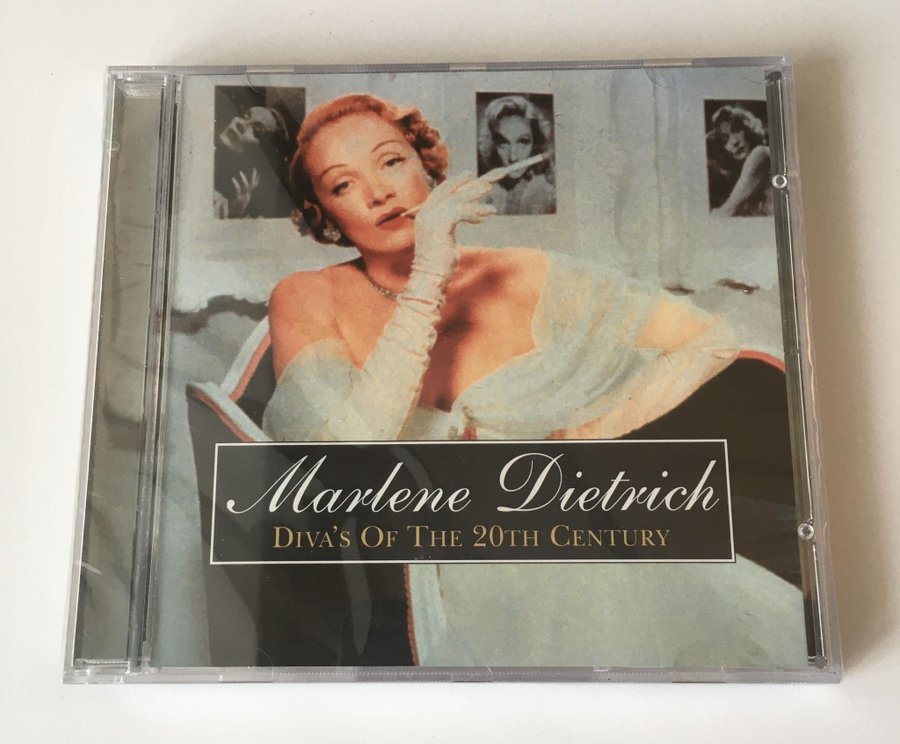 Marlene Dietrich
DIVA'S OF THE 20TH CENTURY